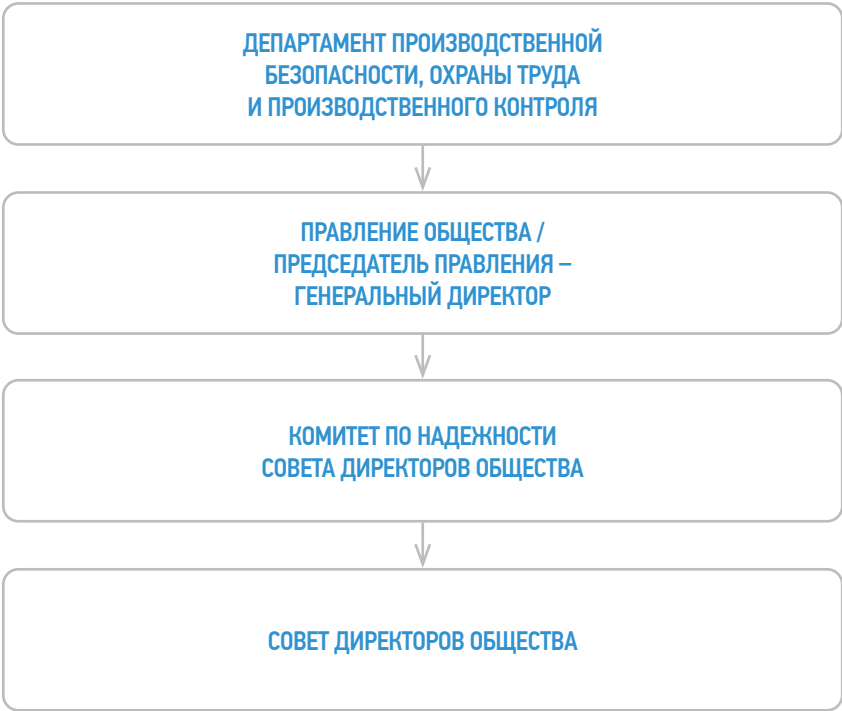 ДЕПАРТАМЕНТ ПРОИЗВОДСТВЕННОЙ
БЕЗОПАСНОСТИ, ОХРАНЫ ТРУДА
И ПРОИЗВОДСТВЕННОГО КОНТРОЛЯ
ПРАВЛЕНИЕ ОБЩЕСТВА /
ПРЕДСЕДАТЕЛЬ ПРАВЛЕНИЯ –
ГЕНЕРАЛЬНЫЙ ДИРЕКТОР
КОМИТЕТ ПО НАДЕЖНОСТИ
СОВЕТА ДИРЕКТОРОВ ОБЩЕСТВА
СОВЕТ ДИРЕКТОРОВ ОБЩЕСТВА